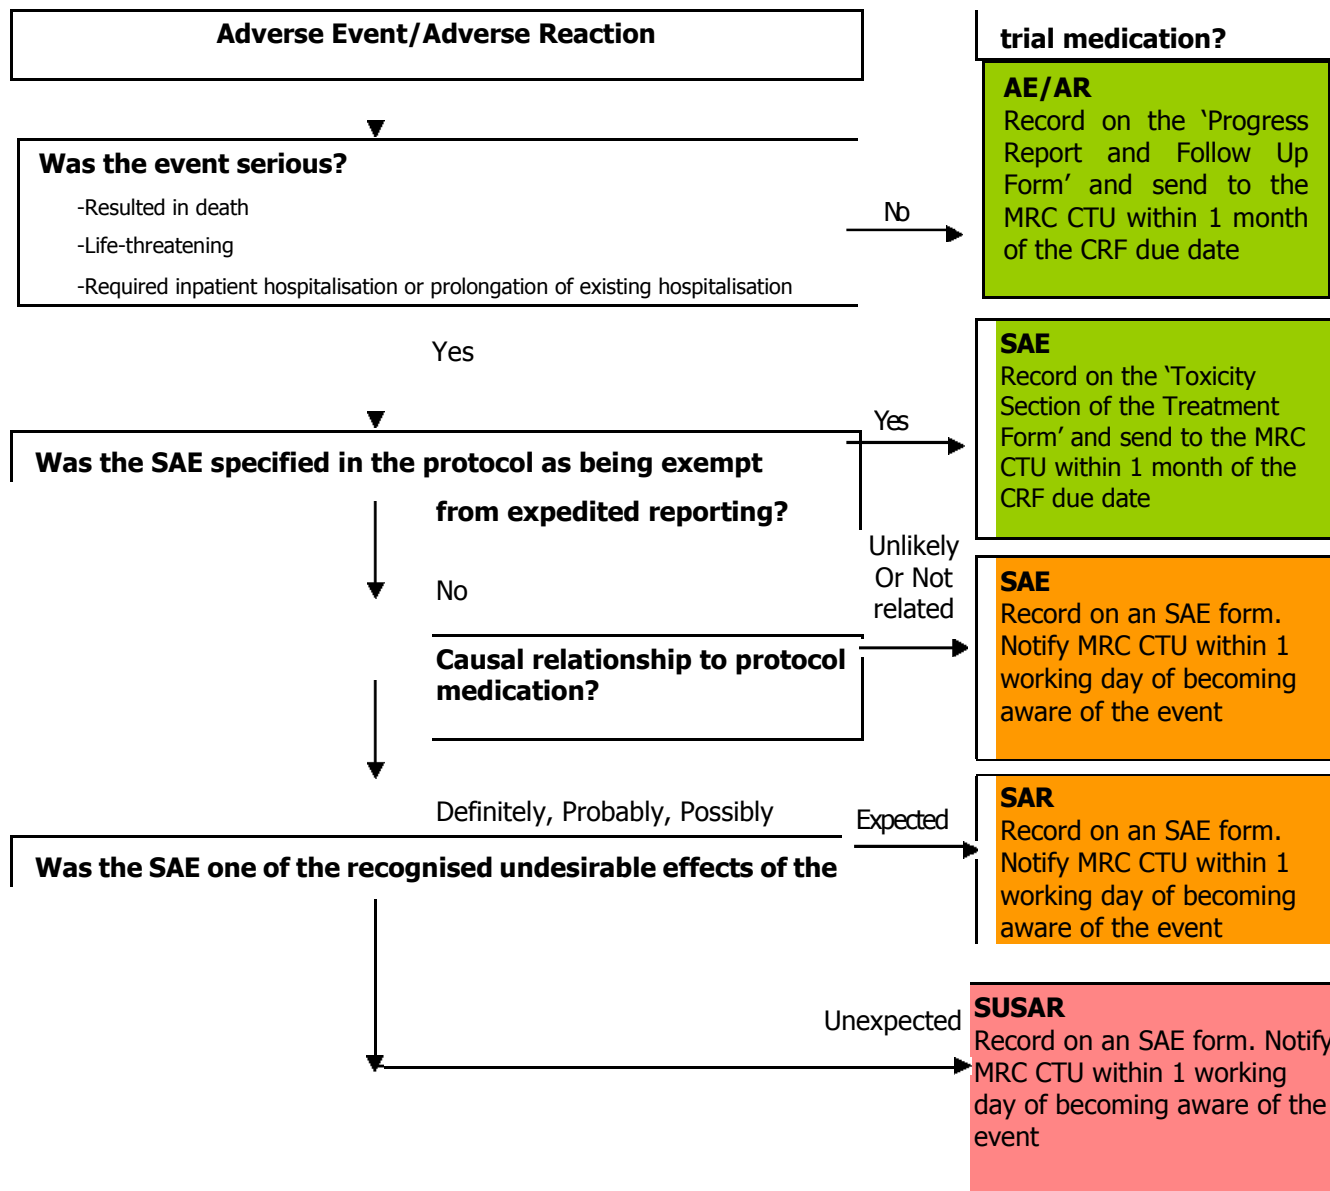 Adverse Event/Adverse Reaction
trial medication?
Was the event serious?
-Resulted in death
-Life-threatening
-Required inpatient hospitalisation or prolongation of existing hospitalisation
No
AE/AR
Record on the ‘Progress
Report and Follow Up
Form’ and send to the
MRC CTU within 1 month
of the CRF due date
Yes
Was the SAE specified in the protocol as being exempt
from expedited reporting?
Yes
SAE
Record on the ‘Toxicity
Section of the Treatment
Form’ and send to the MRC
CTU within 1 month of the
CRF due date
No
Causal relationship to protocol
medication?
Unlikely
Or Not
related
SAE
Record on an SAE form.
Notify MRC CTU within 1
working day of becoming
aware of the event
Definitely, Probably, Possibly
Was the SAE one of the recognised undesirable effects of the
Expected
SAR
Record on an SAE form.
Notify MRC CTU within 1
working day of becoming
aware of the event
Unexpected
SUSAR
Record on an SAE form. Notify
MRC CTU within 1 working
day of becoming aware of the
event